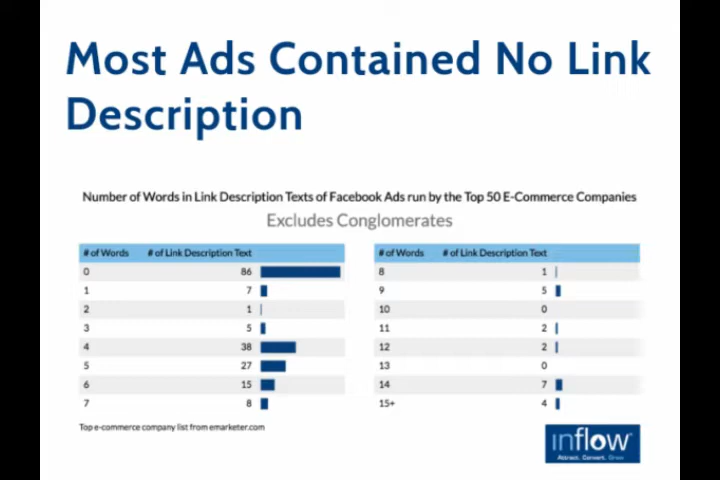 Most Ads Contained No Link
Description
Number of Words in Link Description Texts of Facebook Ads run by the Top 50 E-Commerce Companies
Excludes Conglomerates
# of Words # of Link Description Text # of Words # of Link Description Text
0 86 8 1
1 7 9 5
2 1 10 0
3 5 11 2
4 38 12 2
5 27 13 0
6 15 14 7
7 8 15+ 4
Top e-commerce company list from emarketer.com
inflow
Attract. Convert. Grow.